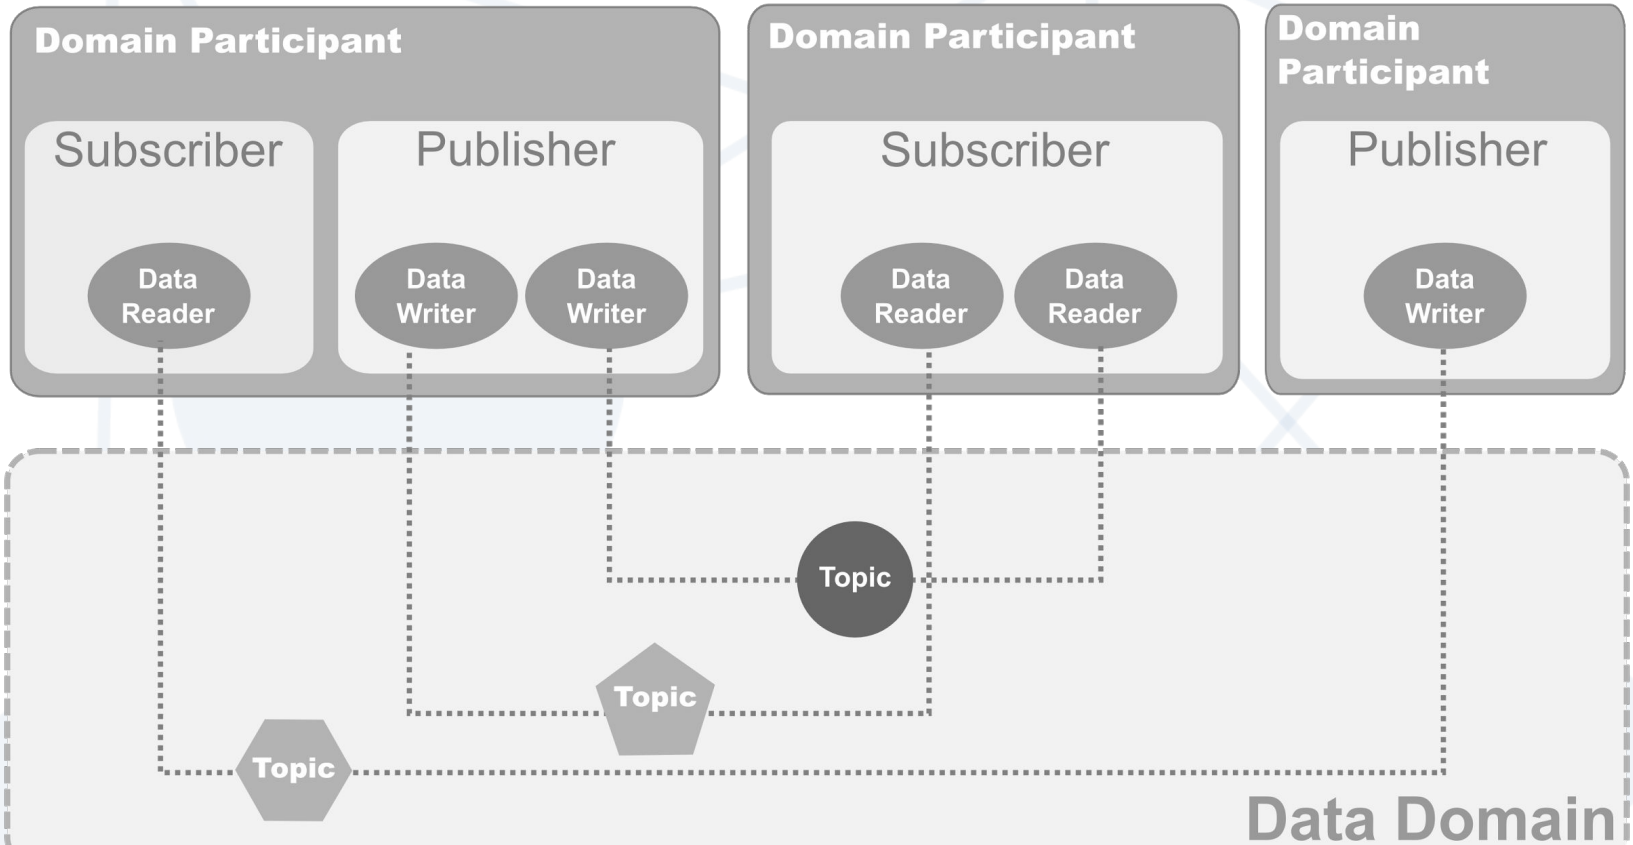 Domain Participant
Subscriber
Data
Reader
Publisher
Data
Writer
Data
Writer
Domain Participant
Subscriber
Data
Reader
Data
Reader
Domain
Participant
Publisher
Data
Writer
Topic
Topic
Topic
Data Domain